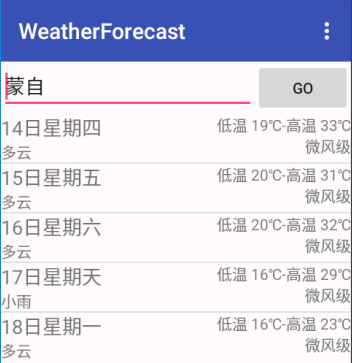 WeatherForecast
蒙自
GO
14日星期四 低温 19℃-高温 33℃
多云 微风级
15日星期五 低温 20℃-高温 31℃
多云 微风级
16日星期六 低温 20℃-高温 32℃
多云 微风级
17日星期天 低温 16℃-高温 29℃
小雨 微风级
18日星期一 低温 16℃-高温 23℃
多云 微风级